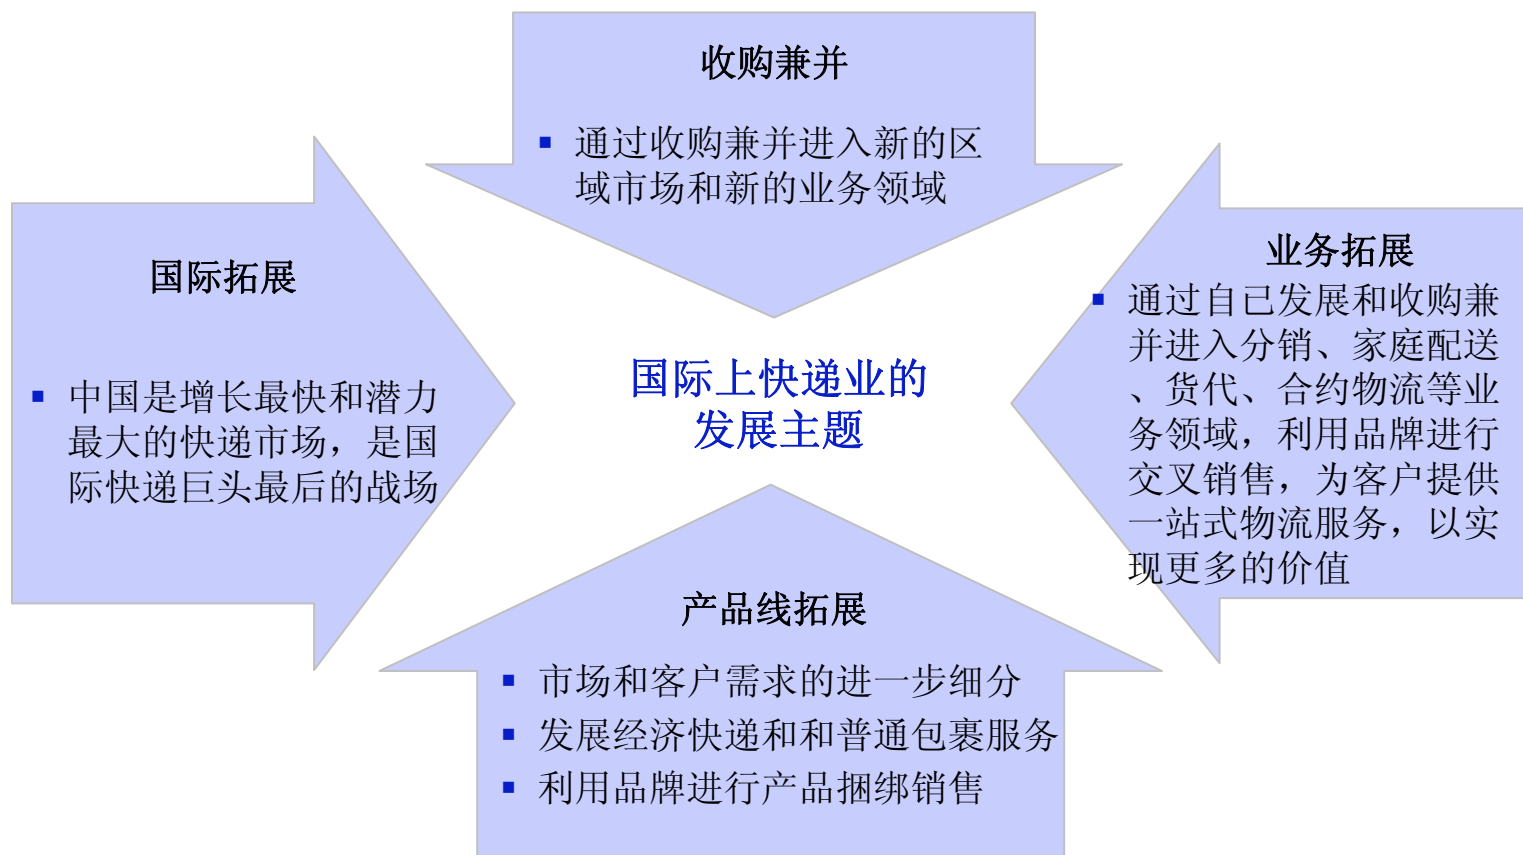 收购兼并
通过收购兼并进入新的区
域市场和新的业务领域
国际拓展
中国是增长最快和潜力
最大的快递市场，是国
际快递巨头最后的战场
国际上快递业的
发展主题
业务拓展
通过自已发展和收购兼
并进入分销、家庭配送
、货代、合约物流等业
务领域，利用品牌进行
交叉销售，为客户提供
一站式物流服务，以实
现更多的价值
产品线拓展
市场和客户需求的进一步细分
发展经济快递和和普通包裹服务
利用品牌进行产品捆绑销售